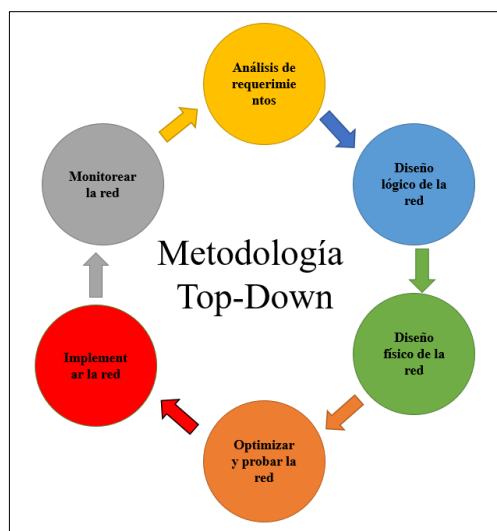 Análisis de
requerimie
ntos
Diseño
lógico de la
red
Diseño
físico de la
red
Optimizar
y probar la
red
Implement
ar la red
Monitorear
la red
Metodología
Top-Down